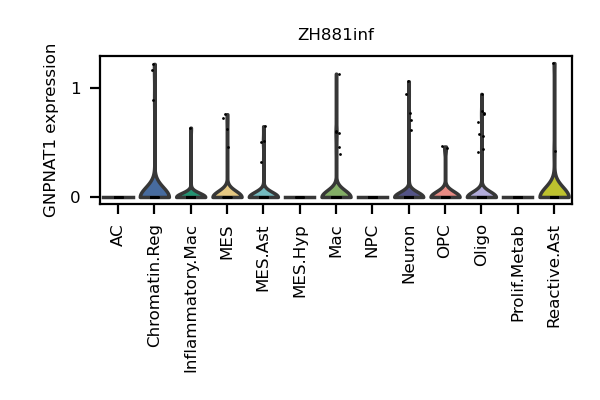 ZH881inf
GNPNAT1 expression
1
0
AC
Chromatin.Reg
Inflammatory.Mac
MES
MES.Ast
MES.Hyp
Mac
NPC
Neuron
OPC
Oligo
Prolif.Metab
Reactive.Ast